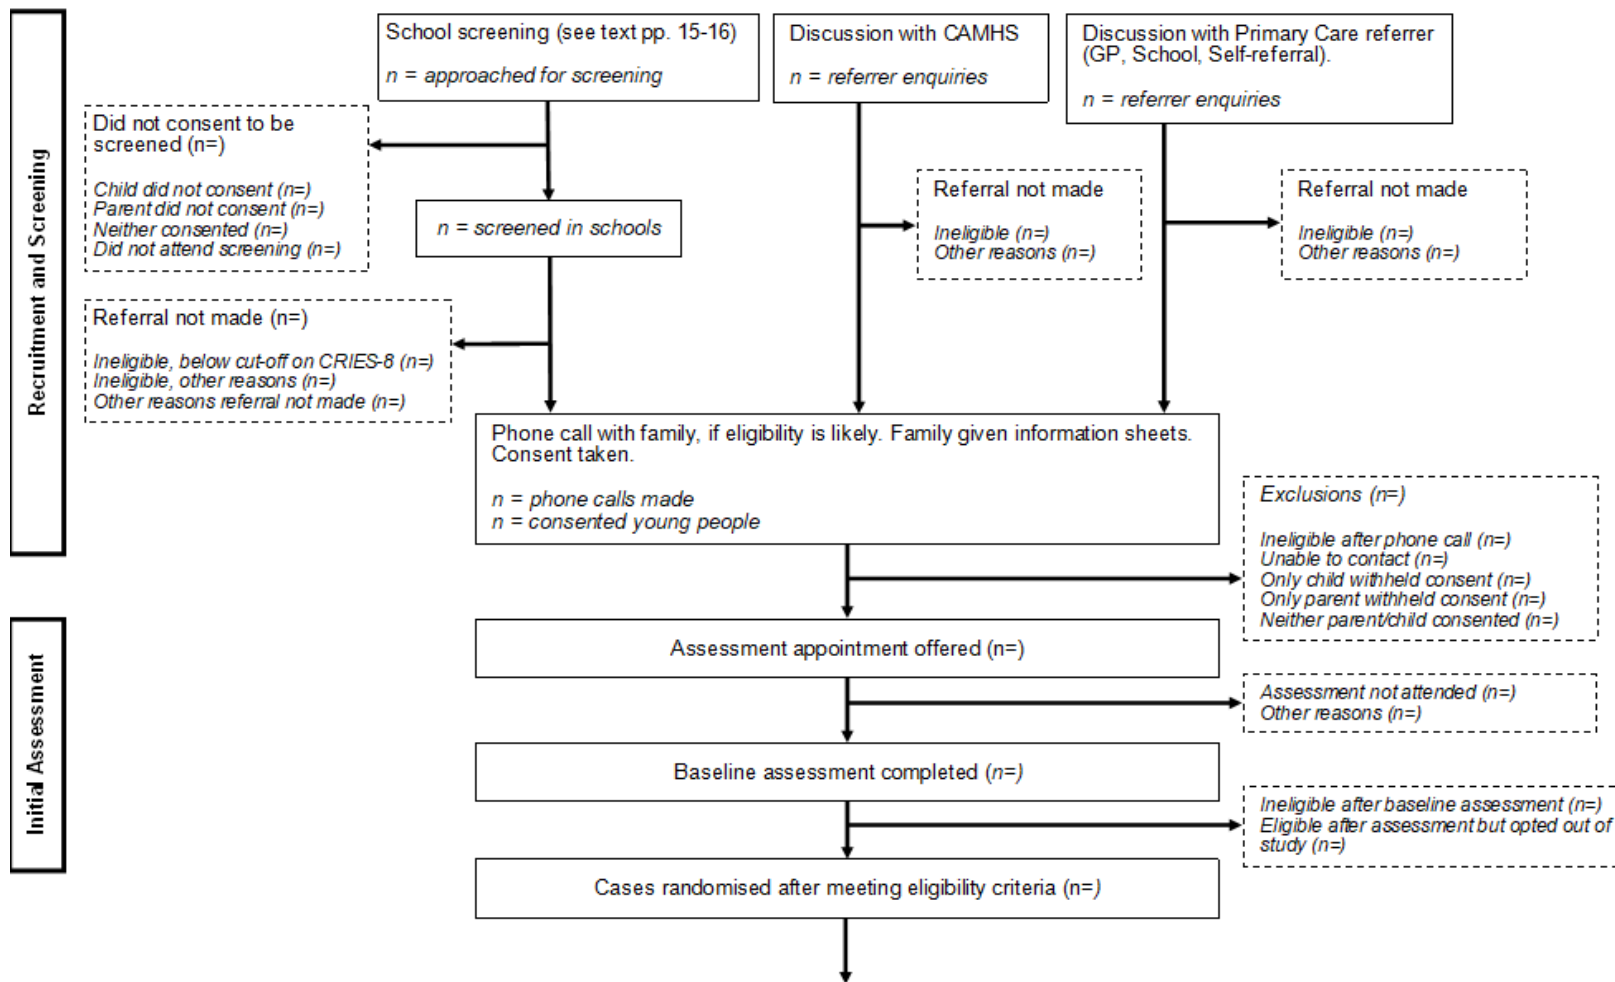 Recruitment and Screening
School screening (see text pp. 15-16)
n = approached for screening
Discussion with CAMHS
n = referrer enquiries
Discussion with Primary Care referrer
(GP, School, Self-referral).
n = referrer enquiries
Did not consent to be
screened (n=)
Child did not consent (n=)
Parent did not consent (n=)
Neither consented (n=)
Did not attend screening (n=)
n = screened in schools
Referral not made
Ineligible (n=)
Other reasons (n=)
Referral not made
Ineligible (n=)
Other reasons (n=)
Referral not made (n=)
Ineligible, below cut-off on CRIES-8 (n=)
Ineligible, other reasons (n=)
Other reasons referral not made (n=)
Phone call with family, if eligibility is likely. Family given information sheets.
Consent taken.
n = phone calls made
n = consented young people
Exclusions (n=)
Ineligible after phone call (n=)
Unable to contact (n=)
Only child withheld consent (n=)
Only parent withheld consent (n=)
Neither parent/child consented (n=)
Initial Assessment
Assessment appointment offered (n=)
Assessment not attended (n=)
Other reasons (n=)
Baseline assessment completed (n=)
Ineligible after baseline assessment (n=)
Eligible after assessment but opted out of
study (n=)
Cases randomised after meeting eligibility criteria (n=)